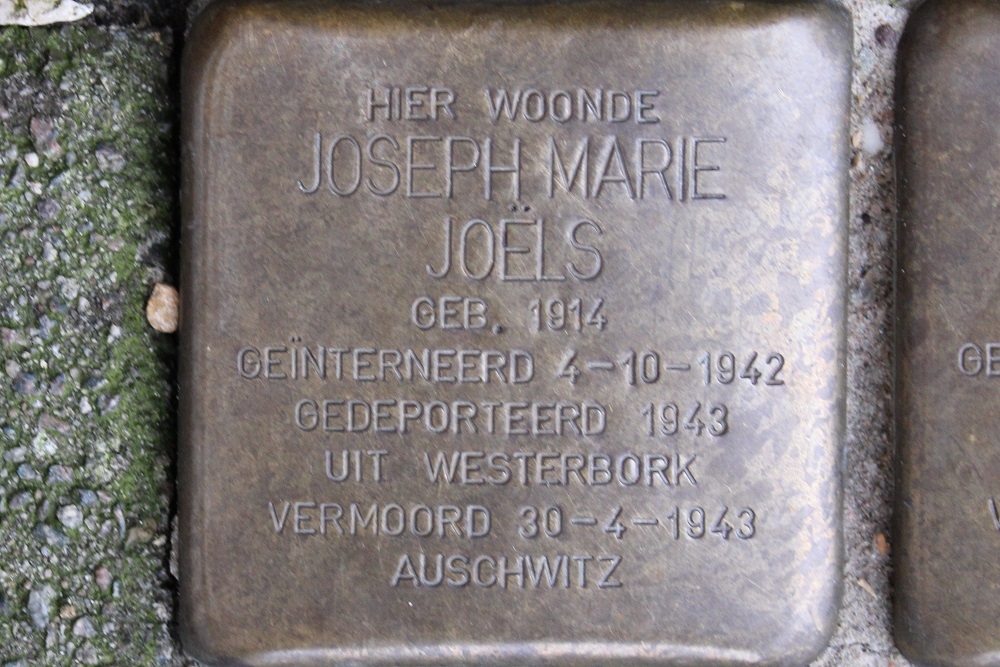 HIER WOONDE
JOSEPH MARIE
JOËLS
GEB. 1914
GEÏNTERNEERD 4-10-1942
GEDEPORTEERD 1943
UIT WESTERBORK
VERMOORD 30-4-1943
AUSCHWITZ